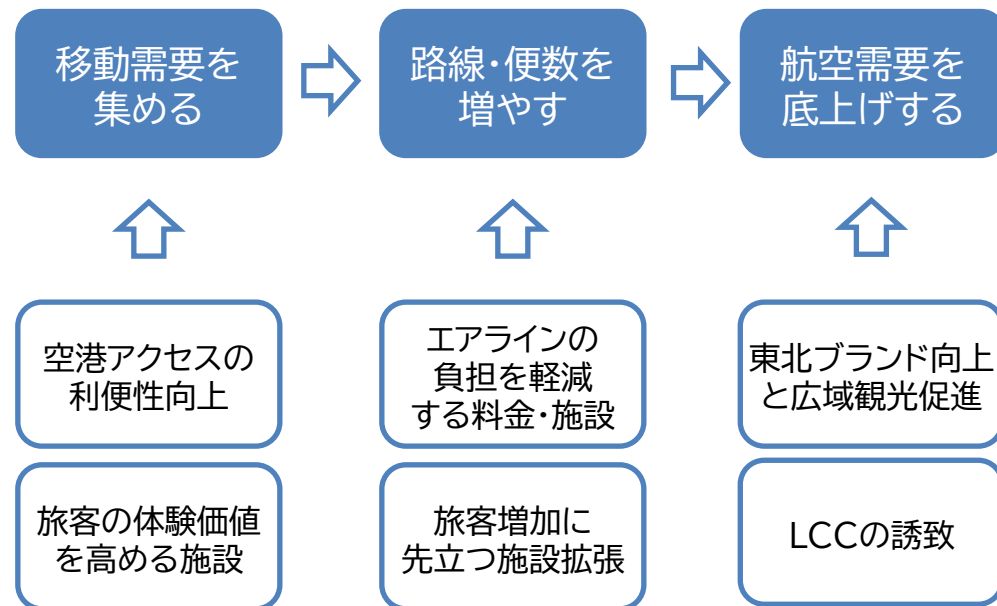 移動需要を
集める
路線・便数を
増やす
航空需要を
底上げする
空港アクセスの
利便性向上
エアラインの
負担を軽減
する料金・施設
東北ブランド向上
と広域観光促進
旅客の体験価値
を高める施設
旅客増加に
先立つ施設拡張
LCCの誘致